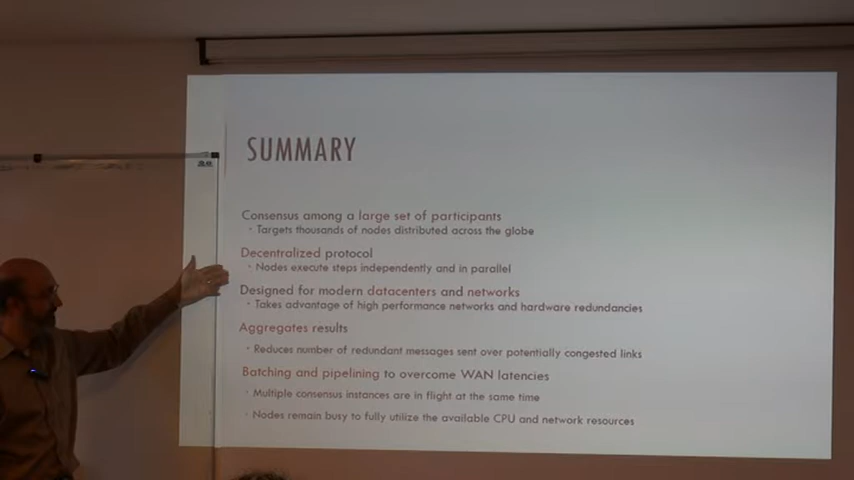 SUMMARY
Consensus among a large set of participants
• Targets thousands of nodes distributed across the globe
Decentralized protocol
• Nodes execute steps independently and in parallel
Designed for modern datacenters and networks
• Takes advantage of high performance networks and hardware redundancies
Aggregates results
• Reduces number of redundant messages sent over potentially congested links
Batching and pipelining to overcome WAN latencies
• Multiple consensus instances are in flight at the same time
• Nodes remain busy to fully utilize the available CPU and network resources